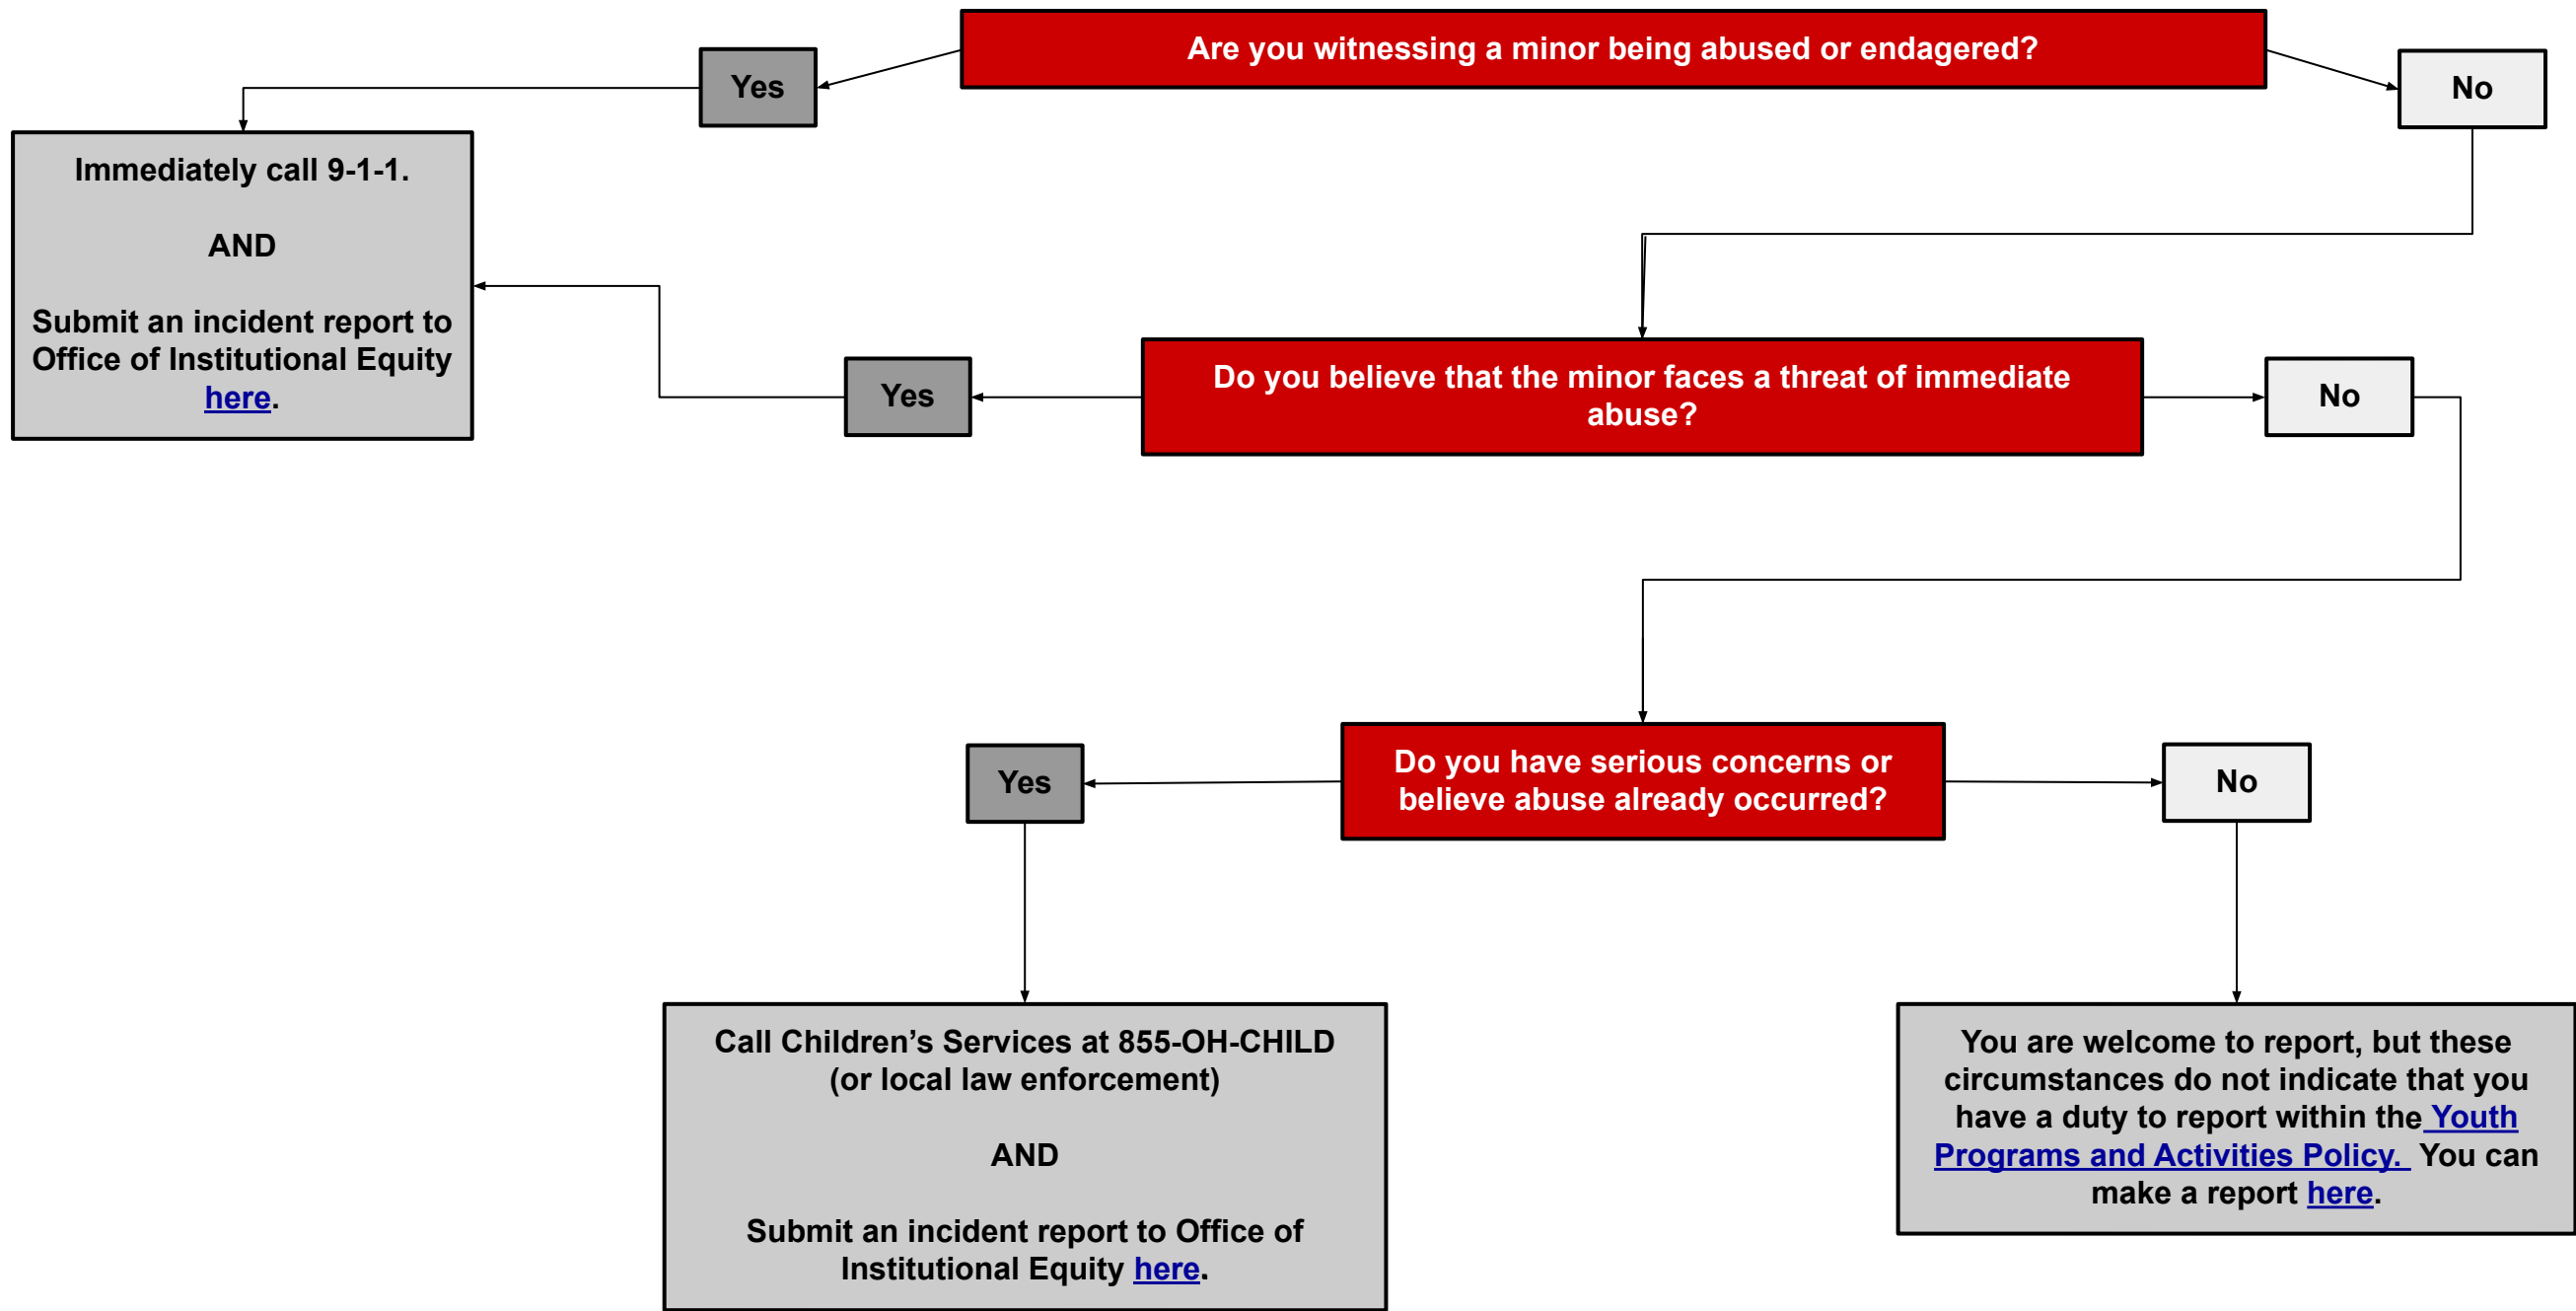 Are you witnessing a minor being abused or endagered?
Yes
No
Immediately call 9-1-1.
AND
Submit an incident report to
Office of Institutional Equity
here.
Do you believe that the minor faces a threat of immediate
abuse?
Yes
No
Do you have serious concerns or
believe abuse already occurred?
Yes
No
Call Children’s Services at 855-OH-CHILD
(or local law enforcement)
AND
Submit an incident report to Office of
Institutional Equity here.
You are welcome to report, but these
circumstances do not indicate that you
have a duty to report within the Youth
Programs and Activities Policy. You can
make a report here.